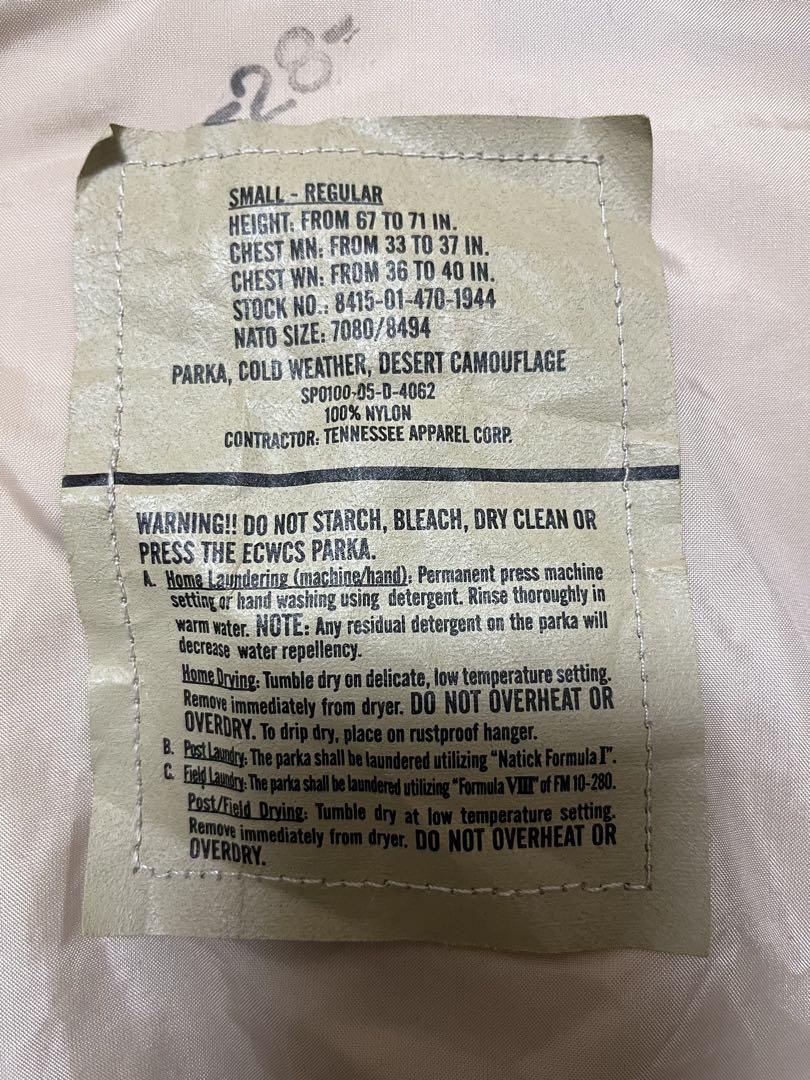 28
SMALL - REGULAR
HEIGHT: FROM 67 TO 71 IN.
CHEST MN: FROM 33 TO 37 IN.
CHEST WN: FROM 36 TO 40 IN.
STOCK NO.: 8415-01-470-1944
NATO SIZE: 7080/8494
PARKA, COLD WEATHER, DESERT CAMOUFLAGE
SPO100-05-D-4062
100% NYLON
CONTRACTOR: TENNESSEE APPAREL CORP.
WARNING!! DO NOT STARCH, BLEACH, DRY CLEAN OR
PRESS THE ECWCS PARKA.
A. Home Laundering (machine/hand): Permanent press machine
setting or hand washing using detergent. Rinse thoroughly in
warm water. NOTE: Any residual detergent on the parka will
decrease water repellency.
Home Drying: Tumble dry on delicate, low temperature setting.
Remove immediately from dryer. DO NOT OVERHEAT OR
OVERDRY. To drip dry, place on rustproof hanger.
B. Post Laundry: The parka shall be laundered utilizing "Natick Formula I".
C. Field Laundry: The parka shall be laundered utilizing "Formula VIII" of FM 10-280.
Post/Field Drying: Tumble dry at low temperature setting.
Remove immediately from dryer. DO NOT OVERHEAT OR
OVERDRY.